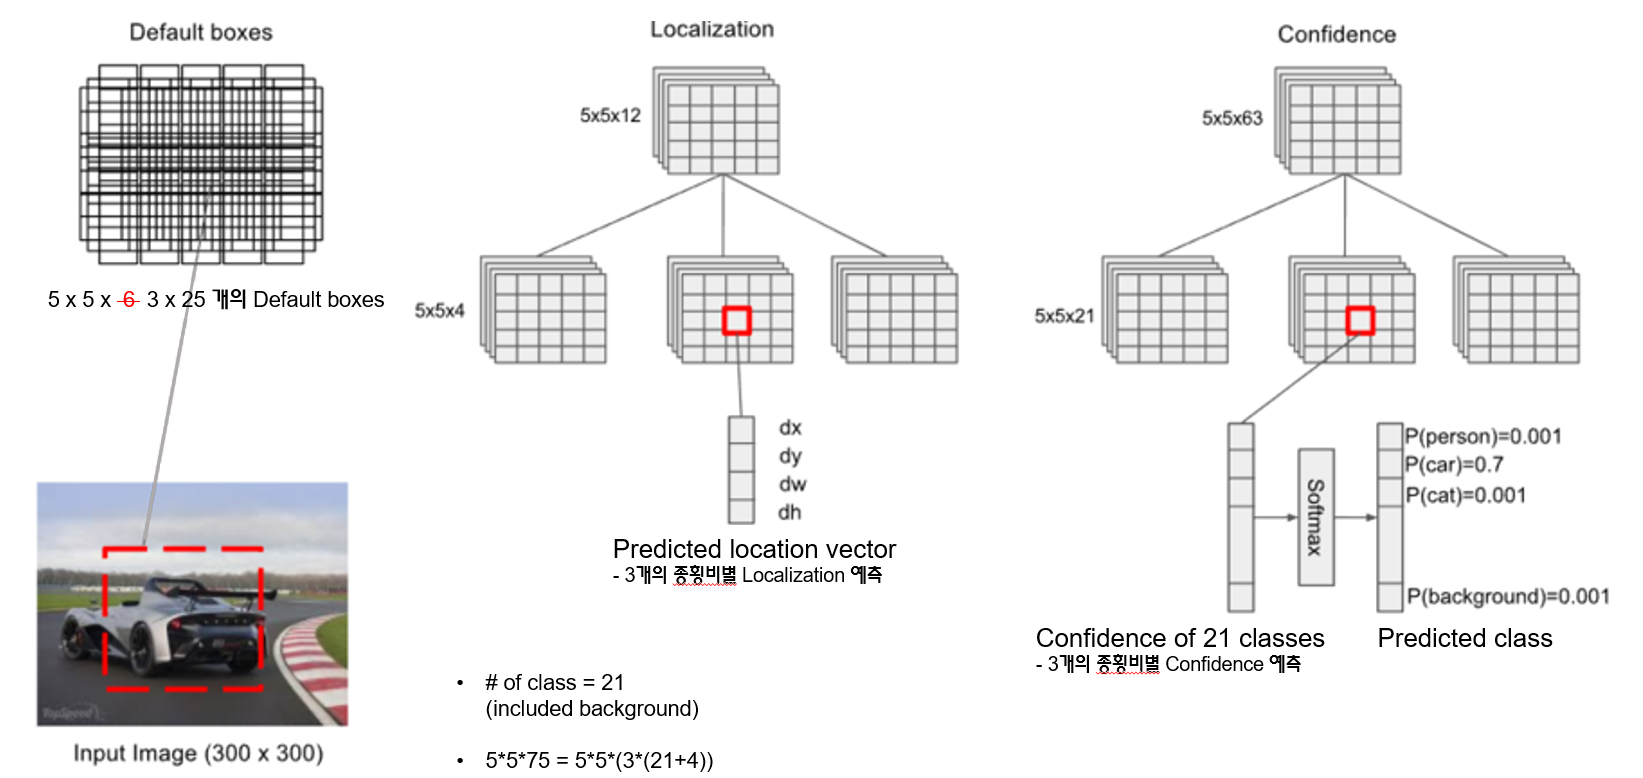 Default boxes
5 x 5 x 6 3 x 25 개의 Default boxes
TopSpeed
Input Image (300 x 300)
Localization
5x5x12
5x5x4
dx
dy
dw
dh
Predicted location vector
- 3개의 종횡비별 Localization 예측
• # of class = 21
(included background)
• 5*5*75 = 5*5*(3*(21+4))
Confidence
5x5x63
5x5x21
Softmax
P(person)=0.001
P(car)=0.7
P(cat)=0.001
P(background)=0.001
Confidence of 21 classes
- 3개의 종횡비별 Confidence 예측
Predicted class